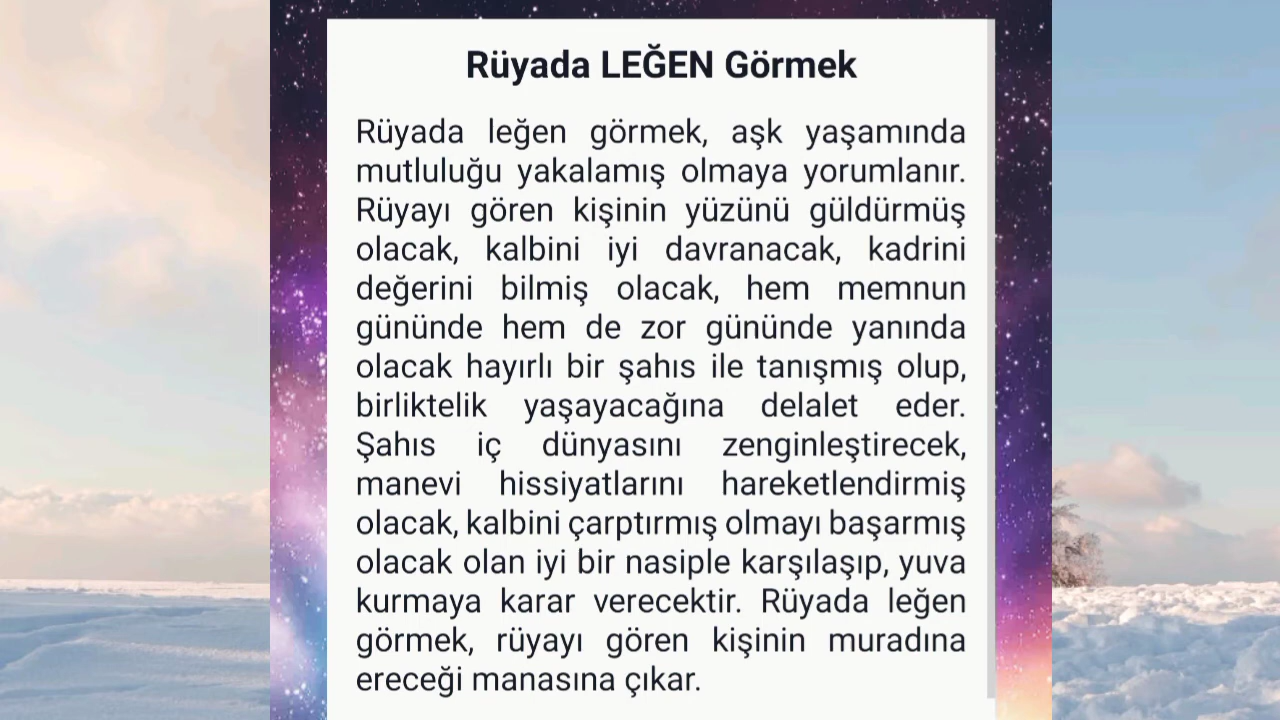 Rüyada LEĞEN Görmek
Rüyada leğen görmek, aşk yaşamında
mutluluğu yakalamış olmaya yorumlanır.
Rüyayı gören kişinin yüzünü güldürmüş
olacak, kalbini iyi davranacak, kadrini
değerini bilmiş olacak, hem memnun
gününde hem de zor gününde yanında
olacak hayırlı bir şahıs ile tanışmış olup,
birliktelik yaşayacağına delalet eder.
Şahıs iç dünyasını zenginleştirecek,
manevi hissiyatlarını hareketlendirmiş
olacak, kalbini çarptırmış olmayı başarmış
olacak olan iyi bir nasiple karşılaşıp, yuva
kurmaya karar verecektir. Rüyada leğen
görmek, rüyayı gören kişinin muradına
ereceği manasına çıkar.